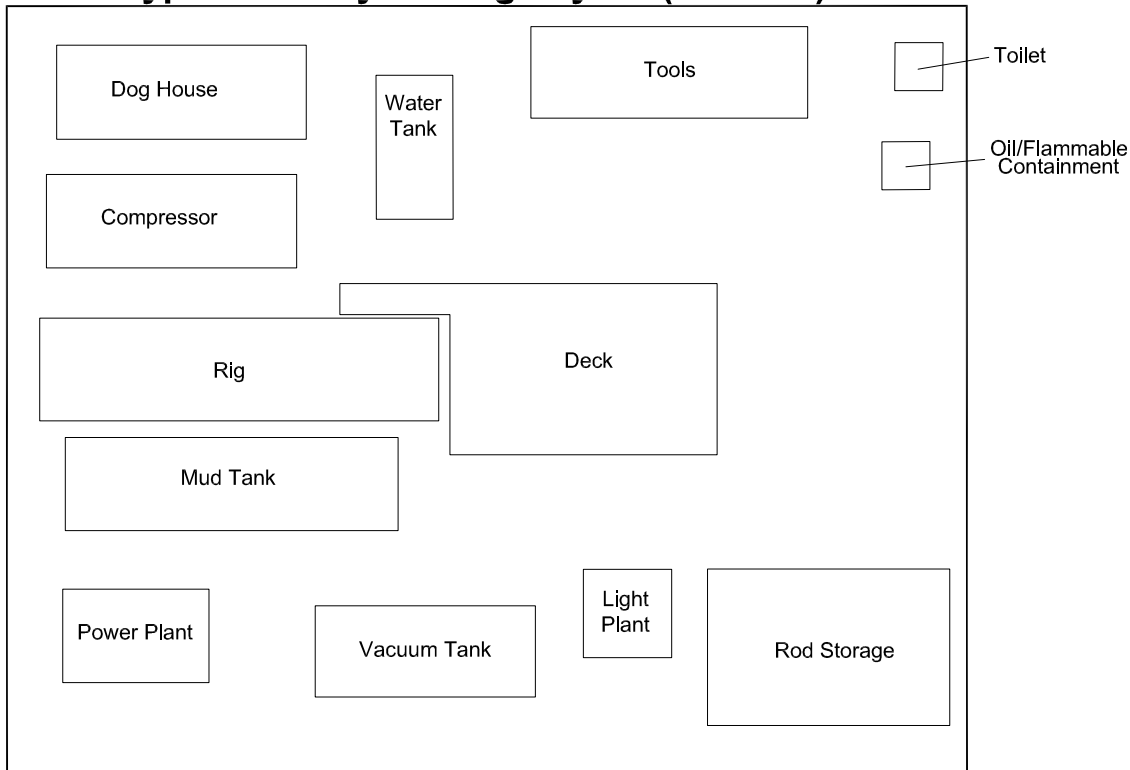 Dog House
Water
Tank
Tools
Toilet
Oil/Flammable
Containment
Compressor
Rig
Deck
Mud Tank
Power Plant
Vacuum Tank
Light
Plant
Rod Storage